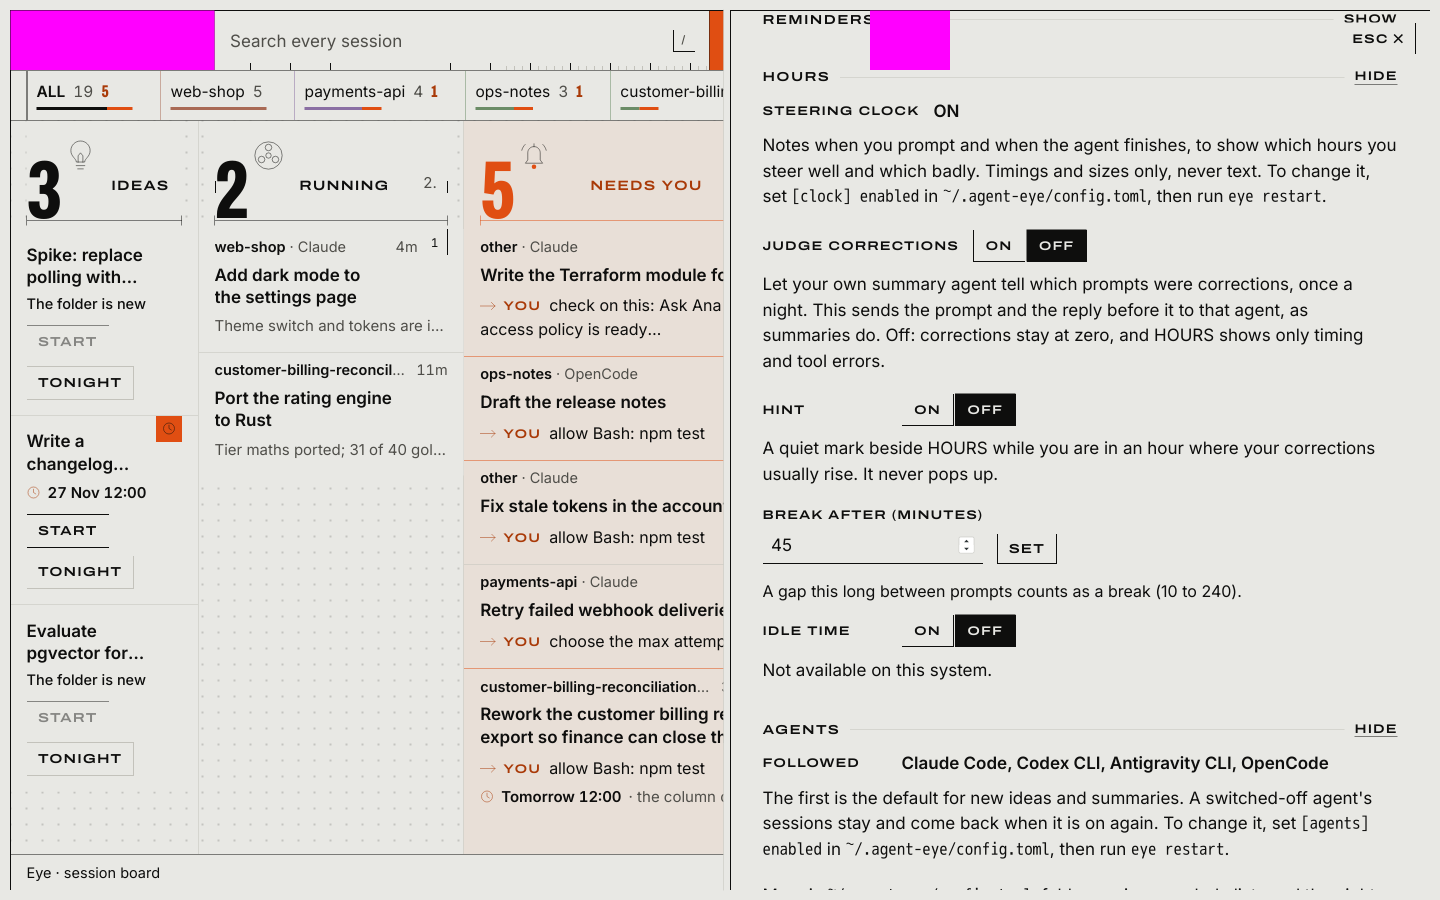 Search every session
/
ALL 19 5
web-shop 5
payments-api 4 1
ops-notes 3 1
customer-billin
3 IDEAS
Spike: replace
polling with...
The folder is new
START
TONIGHT
Write a
changelog...
27 Nov 12:00
START
TONIGHT
Evaluate
pgvector for...
The folder is new
START
TONIGHT
2 RUNNING 2.
web-shop · Claude 4m 1
Add dark mode to
the settings page
Theme switch and tokens are i...
customer-billing-reconcil... 11m
Port the rating engine
to Rust
Tier maths ported; 31 of 40 gol...
5 NEEDS YOU
other · Claude
Write the Terraform module fo
→ YOU check on this: Ask Ana
access policy is ready...
ops-notes · OpenCode
Draft the release notes
→ YOU allow Bash: npm test
other · Claude
Fix stale tokens in the accoun
→ YOU allow Bash: npm test
payments-api · Claude
Retry failed webhook deliverie
→ YOU choose the max attemp
customer-billing-reconciliation...
Rework the customer billing re
export so finance can close th
→ YOU allow Bash: npm test
Tomorrow 12:00 · the column
Eye · session board
REMINDERS SHOW
ESC ×
HOURS HIDE
STEERING CLOCK ON
Notes when you prompt and when the agent finishes, to show which hours you
steer well and which badly. Timings and sizes only, never text. To change it,
set [clock] enabled in ~/.agent-eye/config.toml, then run eye restart.
JUDGE CORRECTIONS ON OFF
Let your own summary agent tell which prompts were corrections, once a
night. This sends the prompt and the reply before it to that agent, as
summaries do. Off: corrections stay at zero, and HOURS shows only timing
and tool errors.
HINT ON OFF
A quiet mark beside HOURS while you are in an hour where your corrections
usually rise. It never pops up.
BREAK AFTER (MINUTES)
45 SET
A gap this long between prompts counts as a break (10 to 240).
IDLE TIME ON OFF
Not available on this system.
AGENTS HIDE
FOLLOWED Claude Code, Codex CLI, Antigravity CLI, OpenCode
The first is the default for new ideas and summaries. A switched-off agent's
sessions stay and come back when it is on again. To change it, set [agents]
enabled in ~/.agent-eye/config.toml, then run eye restart.